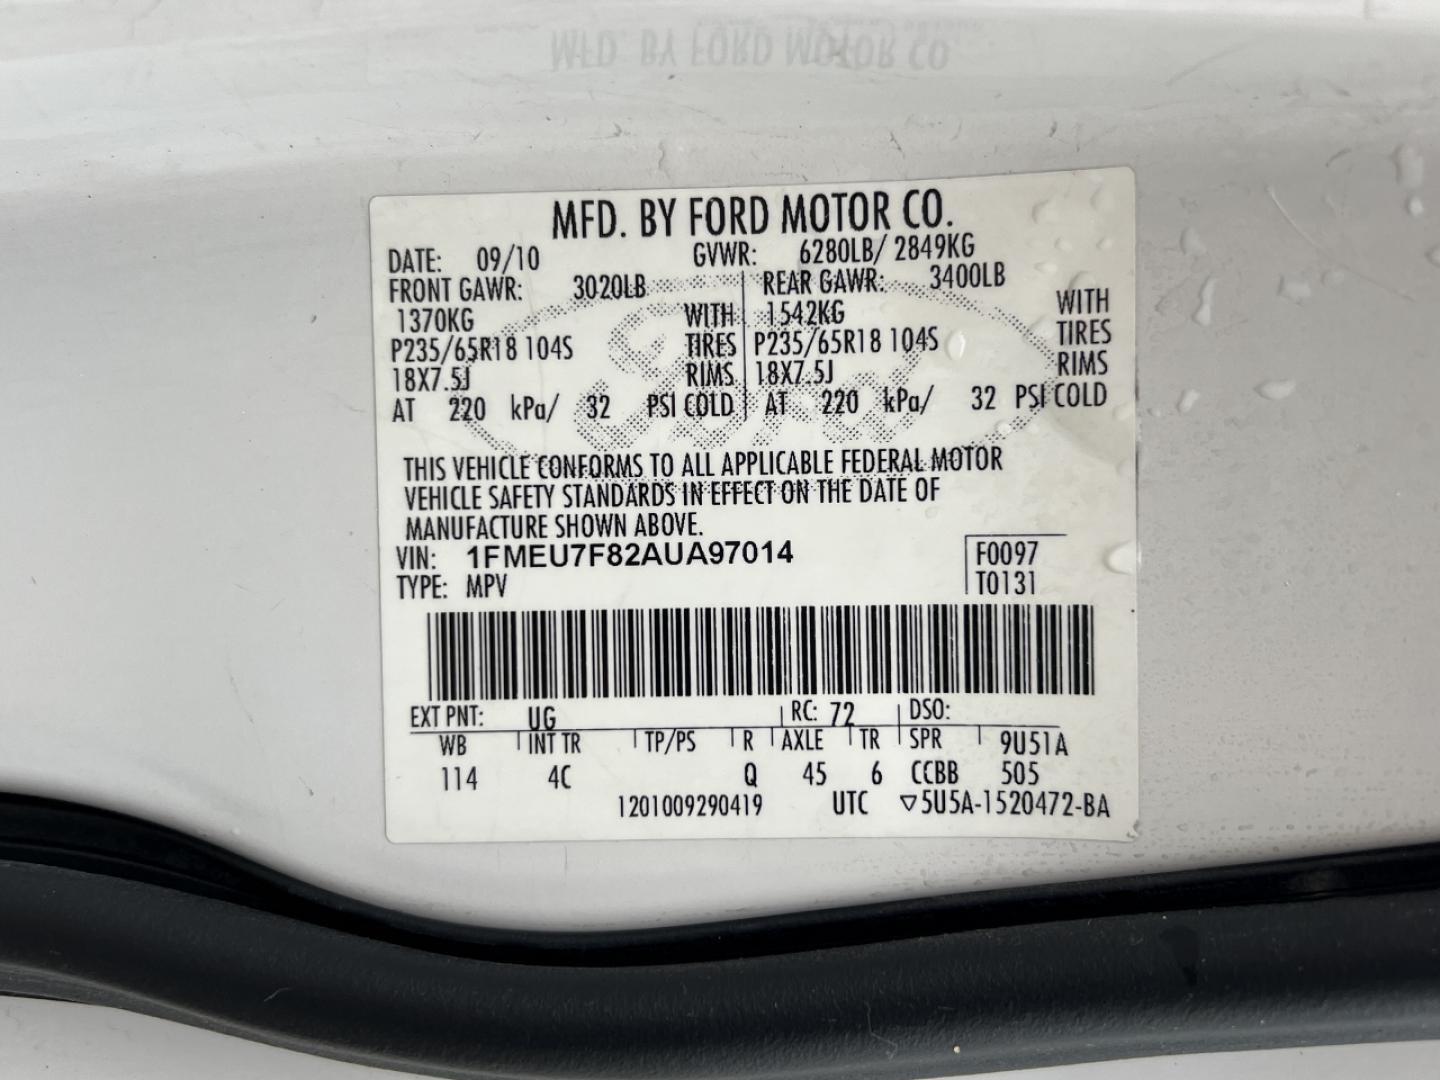 MFD. BY FORD MOTOR CO.
DATE: 09/10 GVWR: 6280LB/ 2849KG
FRONT GAWR: 3020LB REAR GAWR: 3400LB
1370KG WITH 1542KG WITH
P235/65R18 104S TIRES P235/65R18 104S TIRES
18X7.5J RIMS 18X7.5J RIMS
AT 220 kPa/ 32 PSI COLD AT 220 kPa/ 32 PSI COLD
Ford
THIS VEHICLE CONFORMS TO ALL APPLICABLE FEDERAL MOTOR
VEHICLE SAFETY STANDARDS IN EFFECT ON THE DATE OF
MANUFACTURE SHOWN ABOVE.
VIN: 1FMEU7F82AUA97014 F0097
TYPE: MPV T0131
EXT PNT: UG RC: 72 DSO:
WB INT TR TP/PS R AXLE TR SPR 9U51A
114 4C Q 45 6 CCBB 505
1201009290419 UTC ▽5U5A-1520472-BA